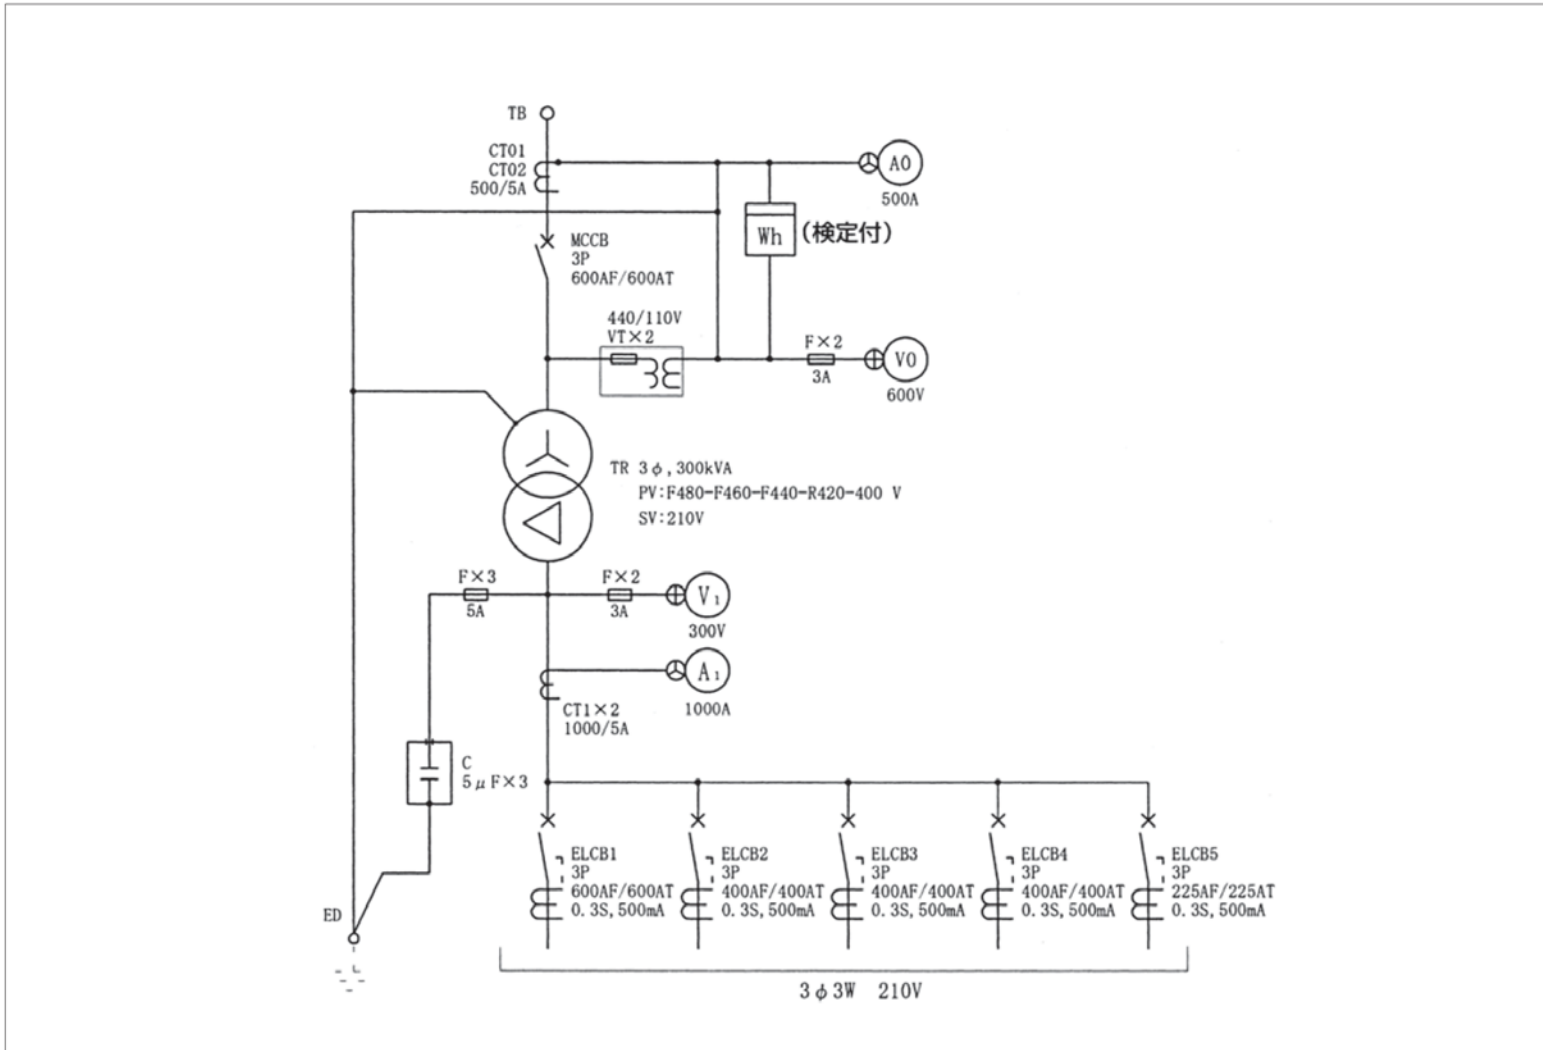 TB
CT01
CT02
500/5A
A0
500A
Wh
(検定付)
MCCB
3P
600AF/600AT
440/110V
VT×2
F×2
3A
V0
600V
TR 3φ,300kVA
PV:F480-F460-F440-R420-400 V
SV:210V
F×3
5A
F×2
3A
V₁
300V
A₁
1000A
CT1×2
1000/5A
C
5μF×3
ELCB1
3P
600AF/600AT
0.3S,500mA
ELCB2
3P
400AF/400AT
0.3S,500mA
ELCB3
3P
400AF/400AT
0.3S,500mA
ELCB4
3P
400AF/400AT
0.3S,500mA
ELCB5
3P
225AF/225AT
0.3S,500mA
ED
3φ3W 210V